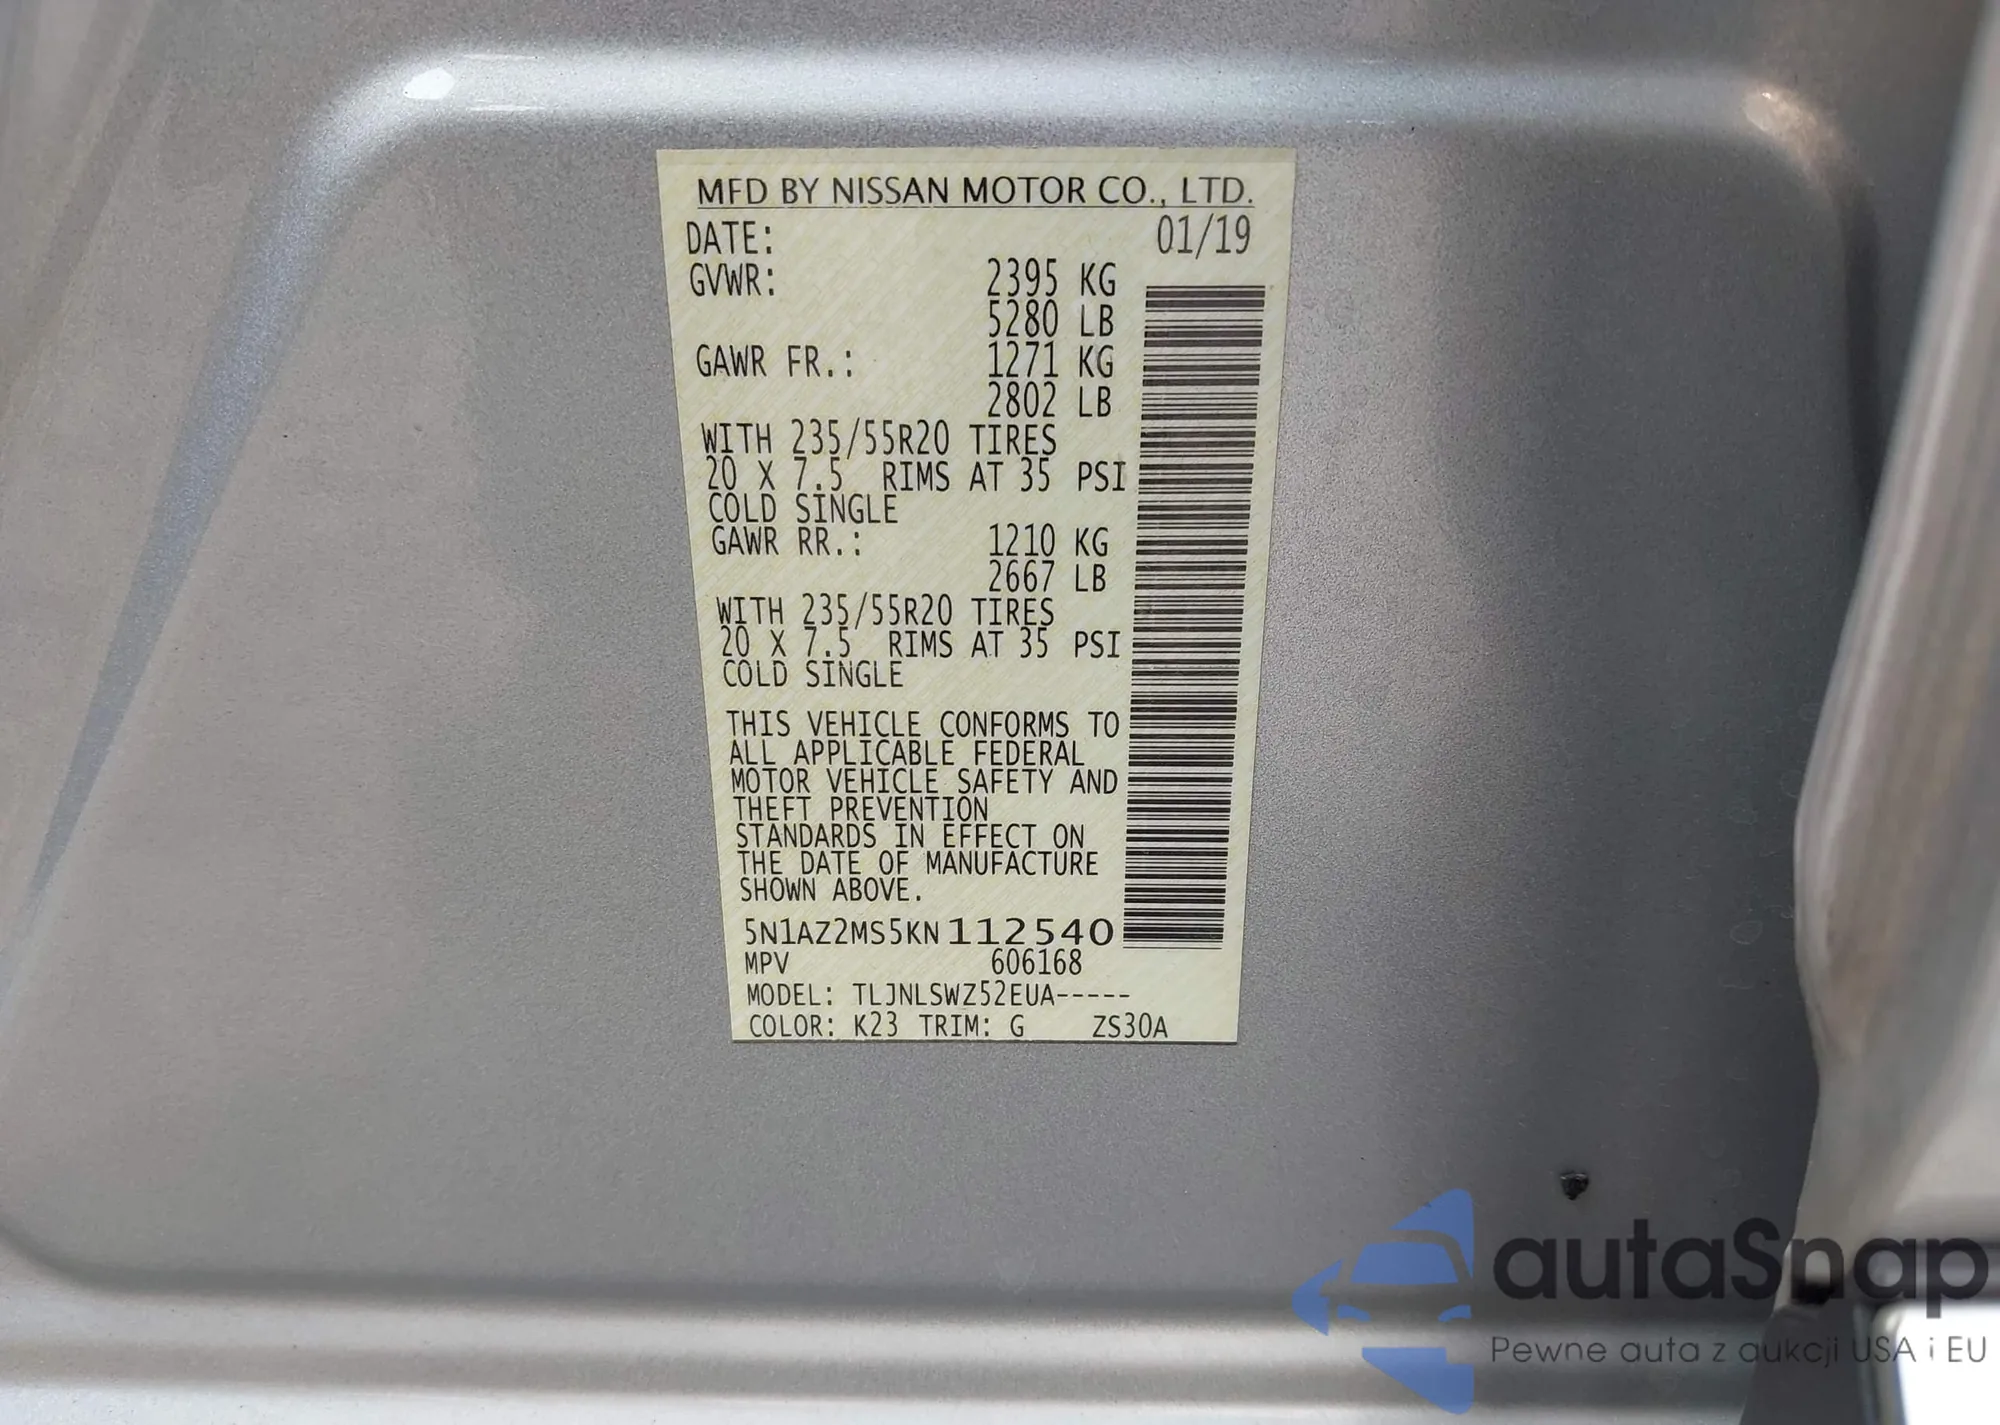 MFD BY NISSAN MOTOR CO., LTD.
DATE: 01/19
GVWR: 2395 KG
5280 LB
GAWR FR.: 1271 KG
2802 LB
WITH 235/55R20 TIRES
20 X 7.5 RIMS AT 35 PSI
COLD SINGLE
GAWR RR.: 1210 KG
2667 LB
WITH 235/55R20 TIRES
20 X 7.5 RIMS AT 35 PSI
COLD SINGLE
THIS VEHICLE CONFORMS TO
ALL APPLICABLE FEDERAL
MOTOR VEHICLE SAFETY AND
THEFT PREVENTION
STANDARDS IN EFFECT ON
THE DATE OF MANUFACTURE
SHOWN ABOVE.
5N1AZ2MS5KN112540
MPV 606168
MODEL: TLJNLSWZ52EUA-----
COLOR: K23 TRIM: G ZS30A
autaSnap
Pewne auta z aukcji USA i EU